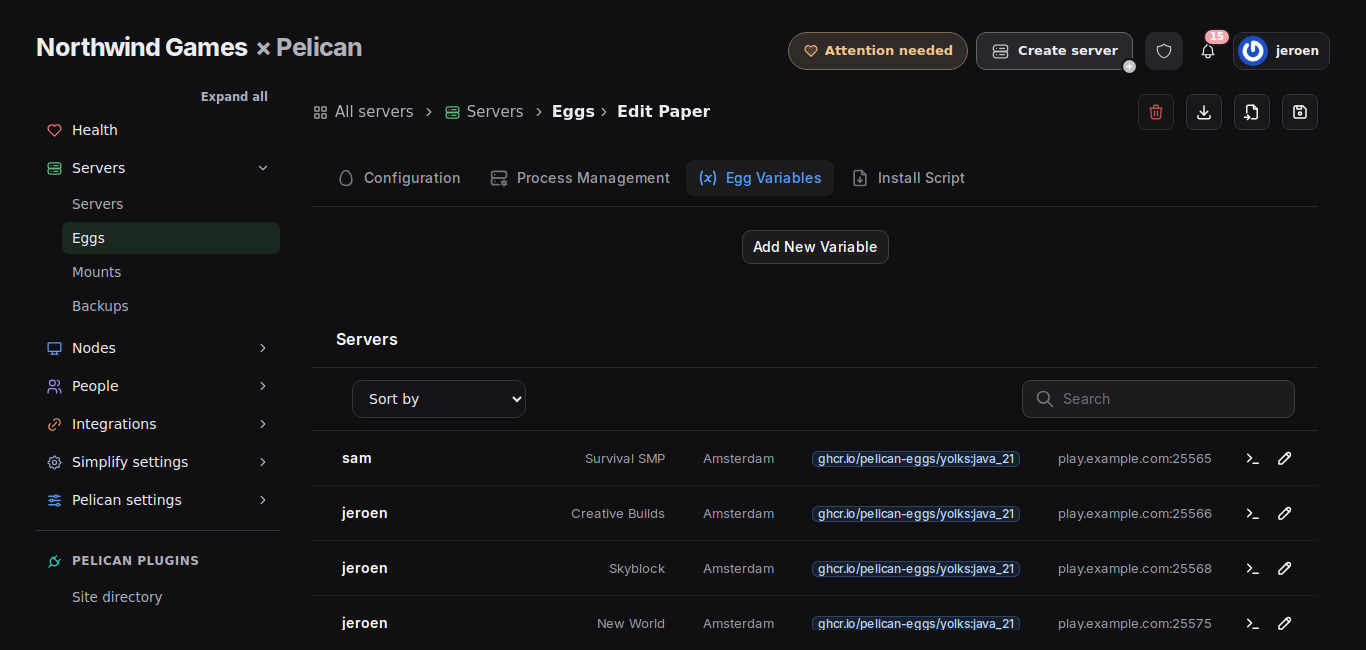 Northwind Games × Pelican
Attention needed
Create server
15
jeroen
Expand all
Health
Servers
Servers
Eggs
Mounts
Backups
Nodes
People
Integrations
Simplify settings
Pelican settings
PELICAN PLUGINS
Site directory
All servers > Servers > Eggs > Edit Paper
Configuration
Process Management
(x) Egg Variables
Install Script
Add New Variable
Servers
Sort by
Search
sam Survival SMP Amsterdam ghcr.io/pelican-eggs/yolks:java_21 play.example.com:25565
jeroen Creative Builds Amsterdam ghcr.io/pelican-eggs/yolks:java_21 play.example.com:25566
jeroen Skyblock Amsterdam ghcr.io/pelican-eggs/yolks:java_21 play.example.com:25568
jeroen New World Amsterdam ghcr.io/pelican-eggs/yolks:java_21 play.example.com:25575